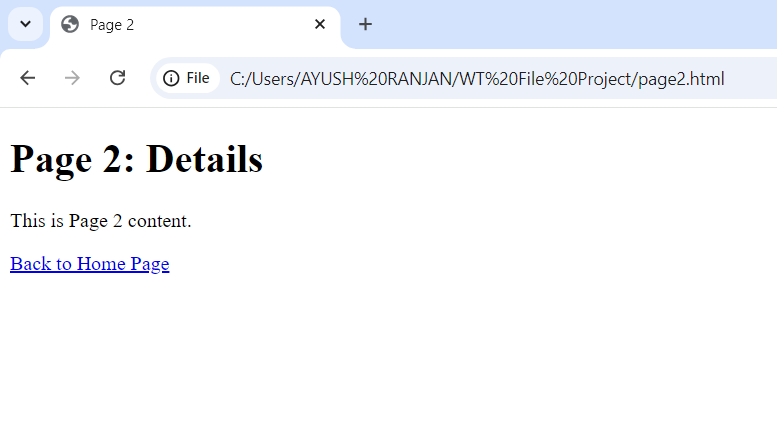 Page 2
File C:/Users/AYUSH%20RANJAN/WT%20File%20Project/page2.html
Page 2: Details
This is Page 2 content.
Back to Home Page